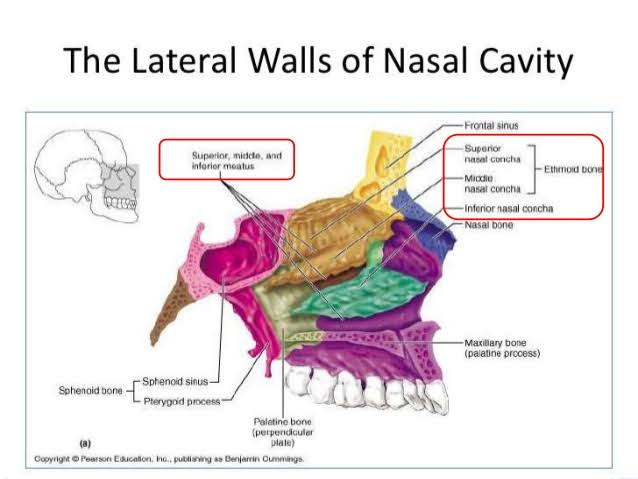 The Lateral Walls of Nasal Cavity
Superior, middle, and
inferior meatus
Frontal sinus
Superior
nasal concha
Middle
nasal concha
Ethmoid bone
Inferior nasal concha
Nasal bone
Maxillary bone
(palatine process)
Sphenoid bone
Sphenoid sinus
Pterygoid process
Palatine bone
(perpendicular
plate)
(a)
Copyright © Pearson Education, Inc., publishing as Benjamin Cummings.